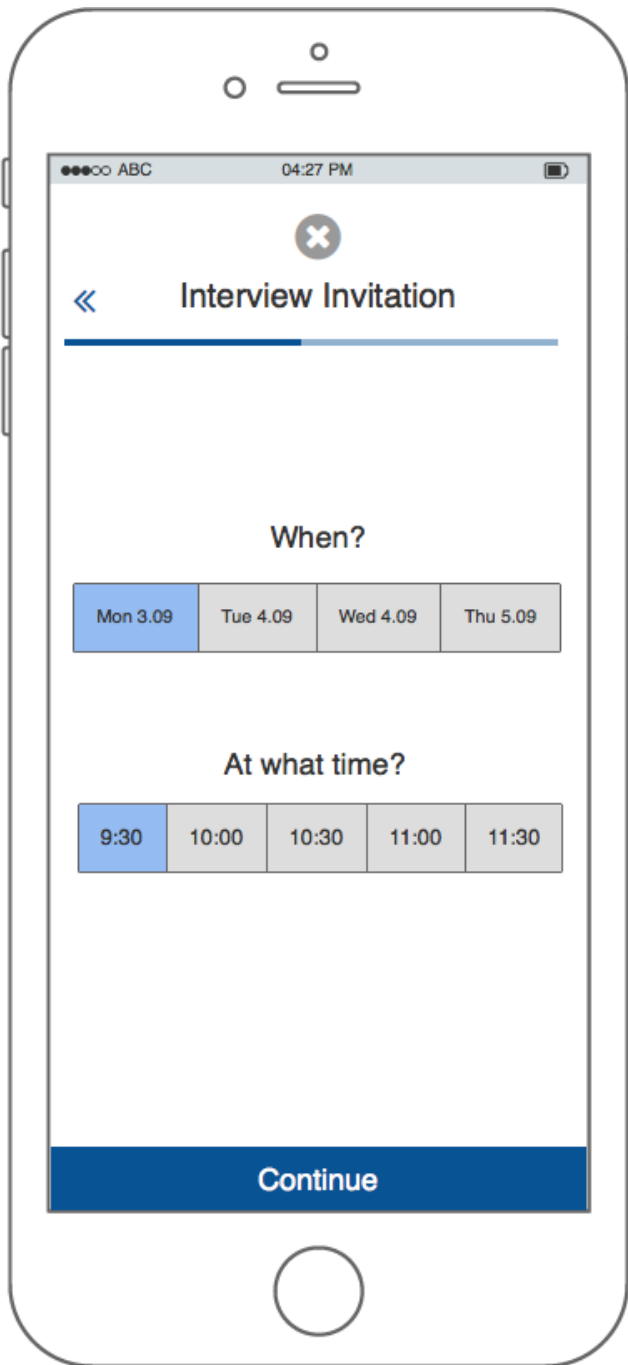 ABC 04:27 PM
Interview Invitation
When?
Mon 3.09 Tue 4.09 Wed 4.09 Thu 5.09
At what time?
9:30 10:00 10:30 11:00 11:30
Continue